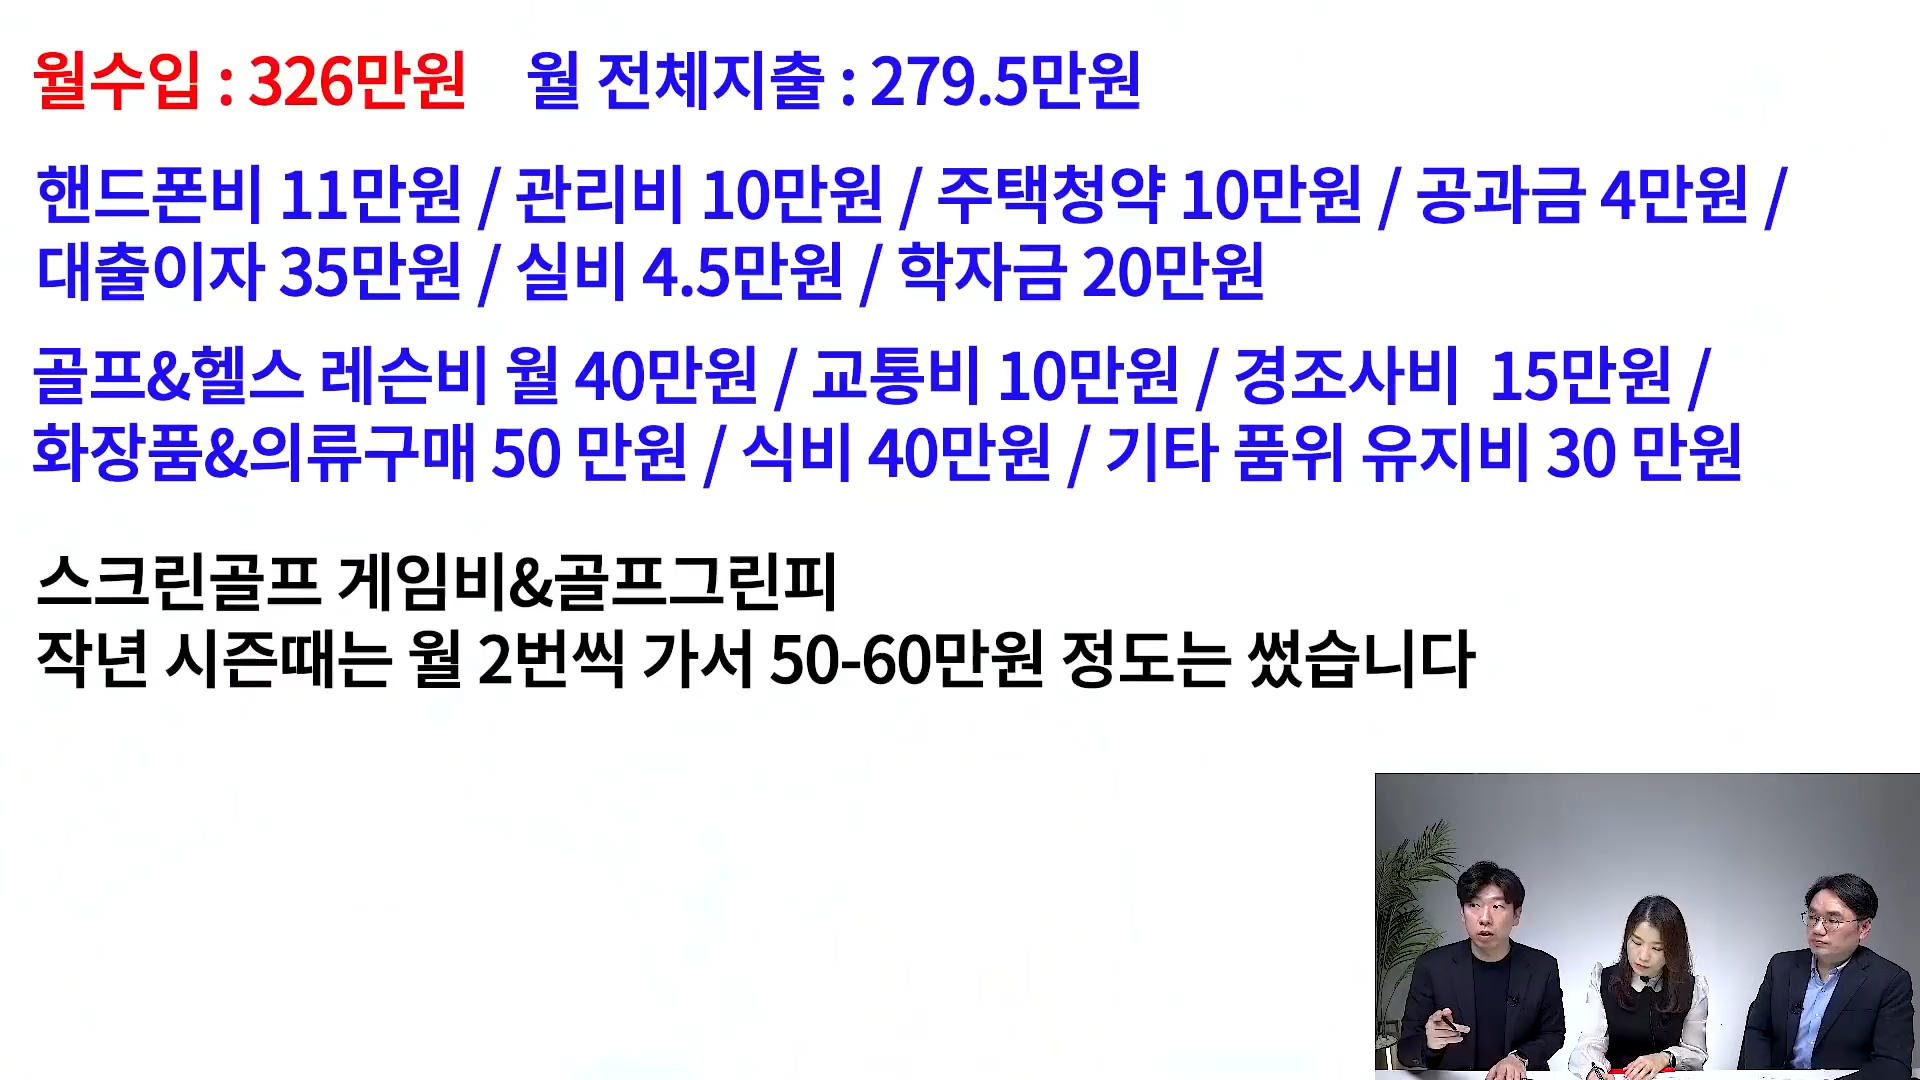 월수입 : 326만원 월 전체지출 : 279.5만원
핸드폰비 11만원 / 관리비 10만원 / 주택청약 10만원 / 공과금 4만원 /
대출이자 35만원 / 실비 4.5만원 / 학자금 20만원
골프&헬스 레슨비 월 40만원 / 교통비 10만원 / 경조사비 15만원 /
화장품&의류구매 50 만원 / 식비 40만원 / 기타 품위 유지비 30 만원
스크린골프 게임비&골프그린피
작년 시즌때는 월 2번씩 가서 50-60만원 정도는 썼습니다